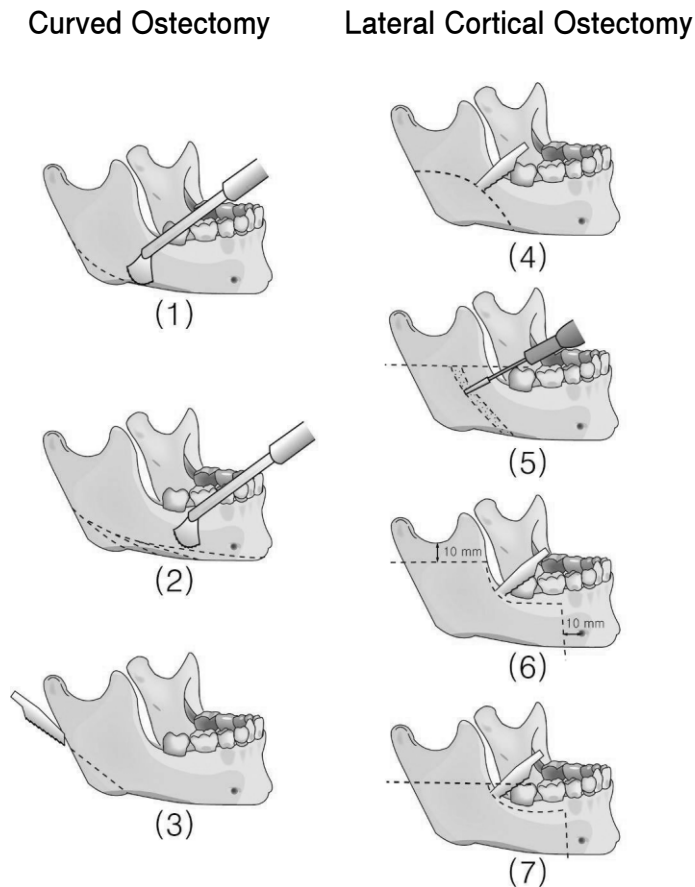 Curved Ostectomy
Lateral Cortical Ostectomy
(1)
(2)
(3)
(4)
(5)
10 mm
10 mm
(6)
(7)